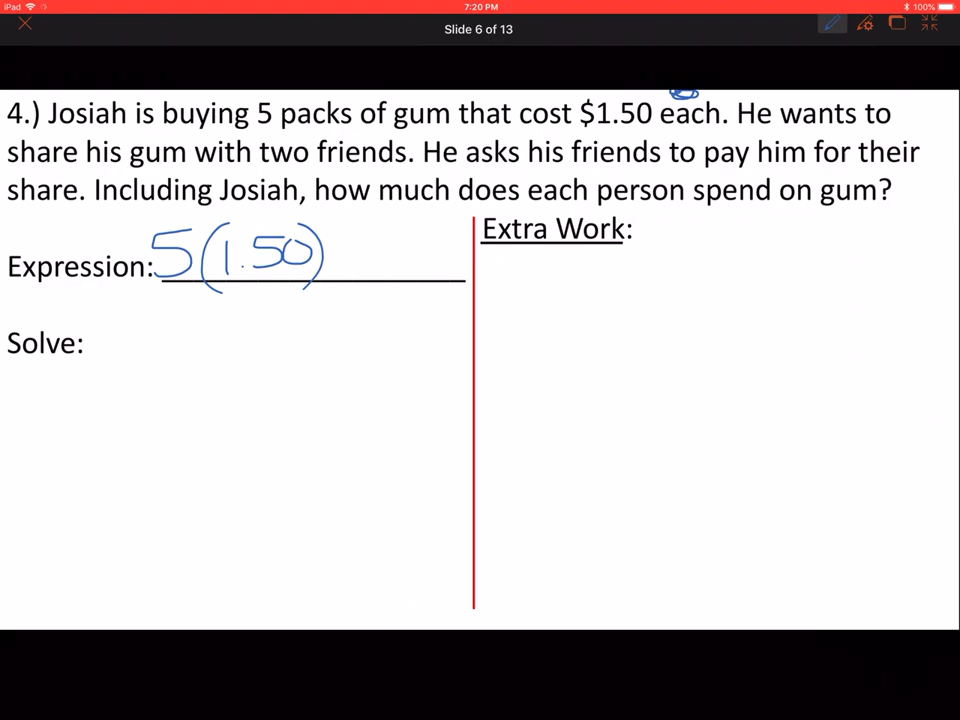 iPad 7:20 PM 100%
Slide 6 of 13
4.) Josiah is buying 5 packs of gum that cost $1.50 each. He wants to
share his gum with two friends. He asks his friends to pay him for their
share. Including Josiah, how much does each person spend on gum?
Extra Work:
Expression: 5(1.50)
Solve: